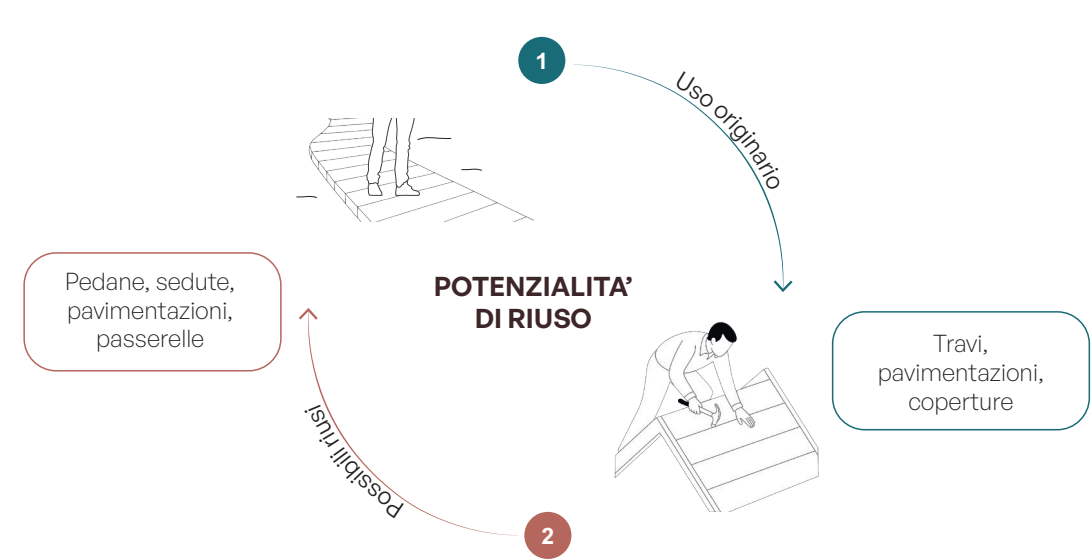 1
Uso originario
Pedane, sedute,
pavimentazioni,
passerelle
POTENZIALITA’
DI RIUSO
Travi,
pavimentazioni,
coperture
Possibili riusi
2